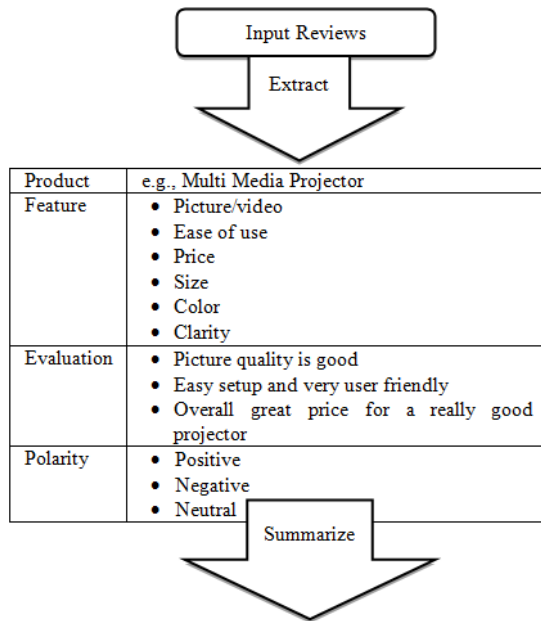 Input Reviews
Extract
Product e.g., Multi Media Projector
Feature • Picture/video
• Ease of use
• Price
• Size
• Color
• Clarity
Evaluation • Picture quality is good
• Easy setup and very user friendly
• Overall great price for a really good
projector
Polarity • Positive
• Negative
• Neutral
Summarize